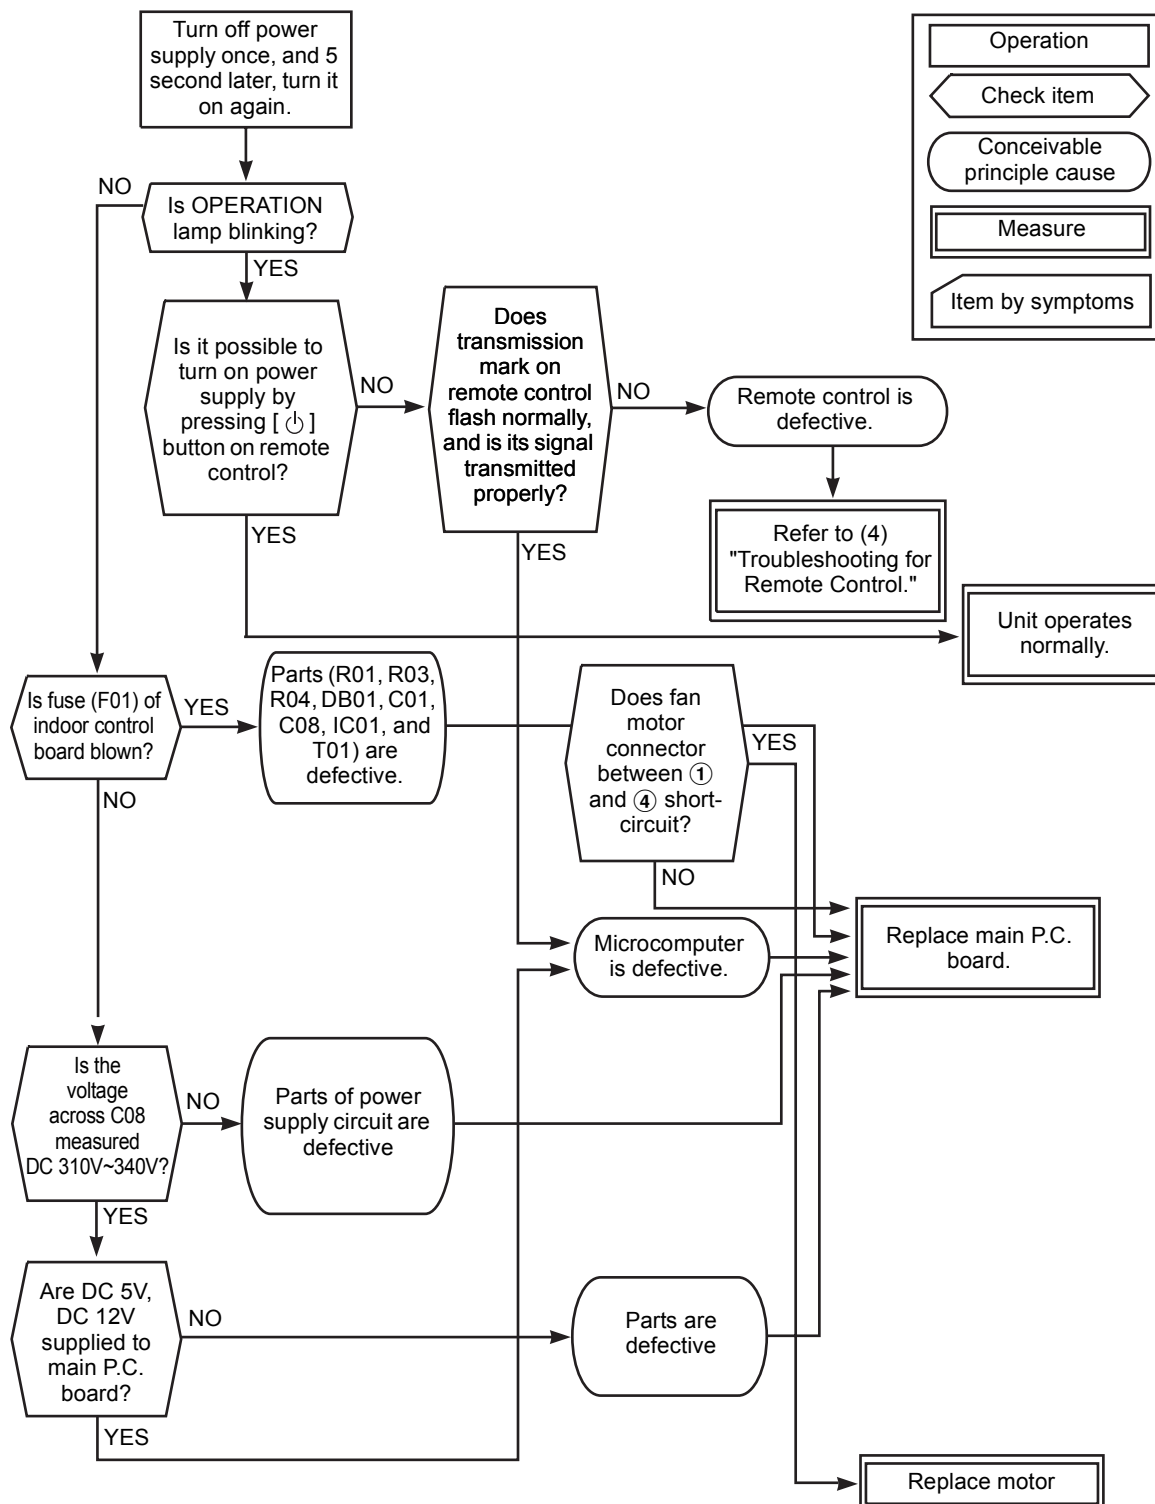 Turn off power
supply once, and 5
second later, turn it
on again.
Operation
Check item
Conceivable
principle cause
Measure
Item by symptoms
NO
Is OPERATION
lamp blinking?
YES
Is it possible to
turn on power
supply by
pressing [ ⏻ ]
button on remote
control?
NO
YES
Does
transmission
mark on
remote control
flash normally,
and is its signal
transmitted
properly?
NO
YES
Remote control is
defective.
Refer to (4)
"Troubleshooting for
Remote Control."
Unit operates
normally.
Is fuse (F01) of
indoor control
board blown?
YES
NO
Parts (R01, R03,
R04, DB01, C01,
C08, IC01, and
T01) are
defective.
Does fan
motor
connector
between ①
and ④ short-
circuit?
YES
NO
Microcomputer
is defective.
Replace main P.C.
board.
Is the
voltage
across C08
measured
DC 310V~340V?
NO
YES
Parts of power
supply circuit are
defective
Are DC 5V,
DC 12V
supplied to
main P.C.
board?
NO
YES
Parts are
defective
Replace motor